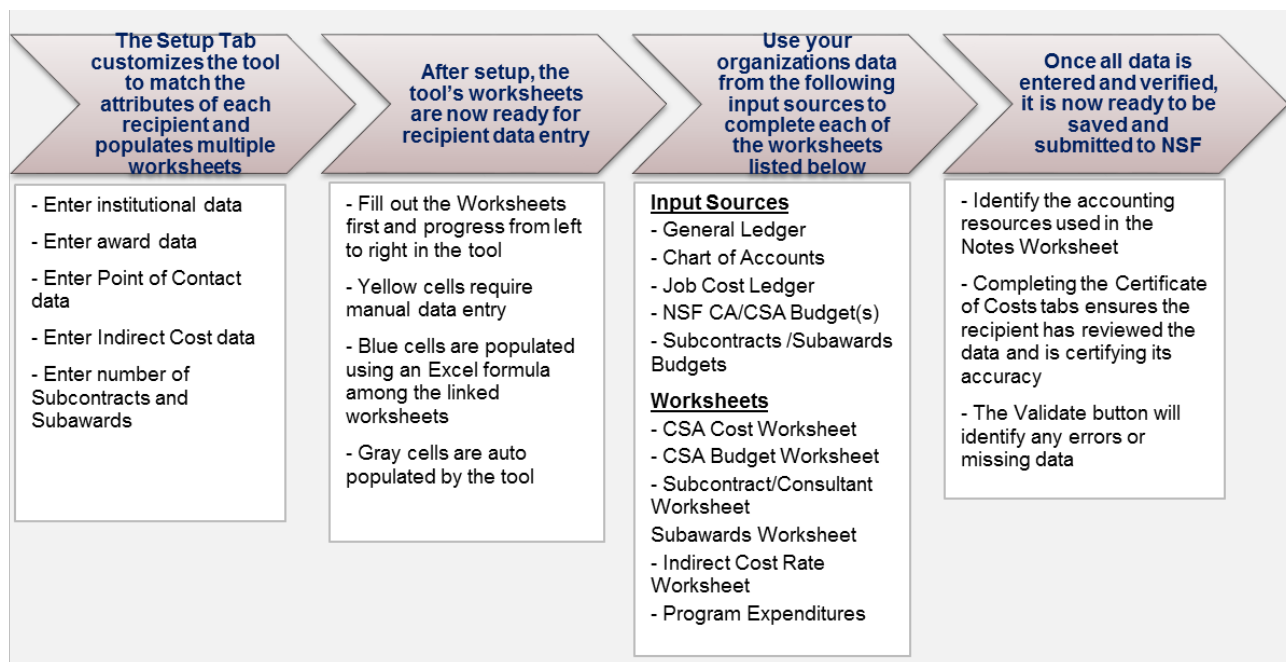 The Setup Tab
customizes the tool
to match the
attributes of each
recipient and
populates multiple
worksheets
- Enter institutional data
- Enter award data
- Enter Point of Contact
data
- Enter Indirect Cost data
- Enter number of
Subcontracts and
Subawards
After setup, the
tool's worksheets
are now ready for
recipient data entry
- Fill out the Worksheets
first and progress from left
to right in the tool
- Yellow cells require
manual data entry
- Blue cells are populated
using an Excel formula
among the linked
worksheets
- Gray cells are auto
populated by the tool
Use your
organizations data
from the following
input sources to
complete each of
the worksheets
listed below
Input Sources
- General Ledger
- Chart of Accounts
- Job Cost Ledger
- NSF CA/CSA Budget(s)
- Subcontracts /Subawards
Budgets
Worksheets
- CSA Cost Worksheet
- CSA Budget Worksheet
- Subcontract/Consultant
Worksheet
Subawards Worksheet
- Indirect Cost Rate
Worksheet
- Program Expenditures
Once all data is
entered and verified,
it is now ready to be
saved and
submitted to NSF
- Identify the accounting
resources used in the
Notes Worksheet
- Completing the Certificate
of Costs tabs ensures the
recipient has reviewed the
data and is certifying its
accuracy
- The Validate button will
identify any errors or
missing data